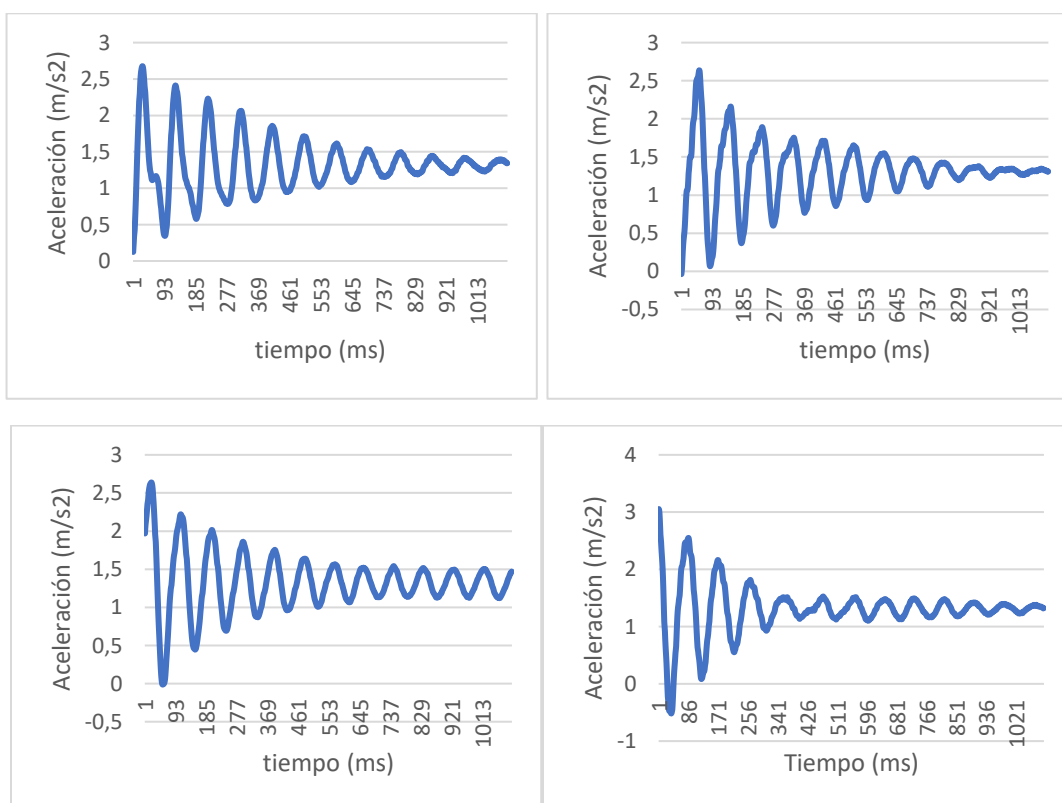 3
2,5
2
1,5
1
0,5
0
Aceleración (m/s2)
1 93 185 277 369 461 553 645 737 829 921 1013
tiempo (ms)
3
2,5
2
1,5
1
0,5
0
-0,5
Aceleración (m/s2)
1 93 185 277 369 461 553 645 737 829 921 1013
tiempo (ms)
3
2,5
2
1,5
1
0,5
0
-0,5
Aceleración (m/s2)
1 93 185 277 369 461 553 645 737 829 921 1013
tiempo (ms)
4
3
2
1
0
-1
Aceleración (m/s2)
1 86 171 256 341 426 511 596 681 766 851 936 1021
Tiempo (ms)